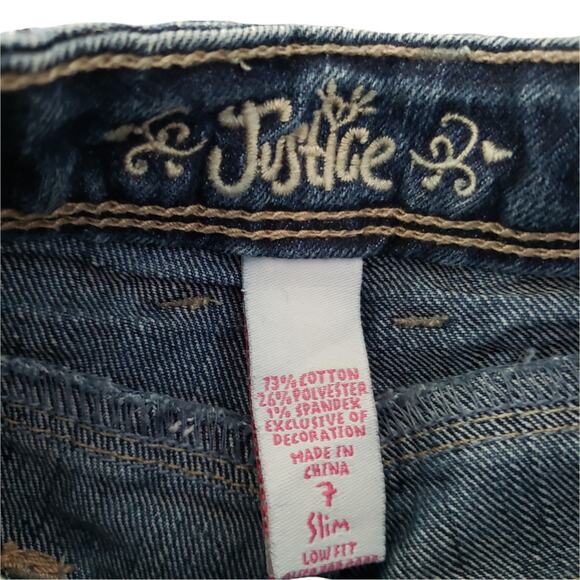 Justice
73% COTTON
26% POLYESTER
1% SPANDEX
EXCLUSIVE OF
DECORATION
MADE IN
CHINA
7
Slim
LOW FIT